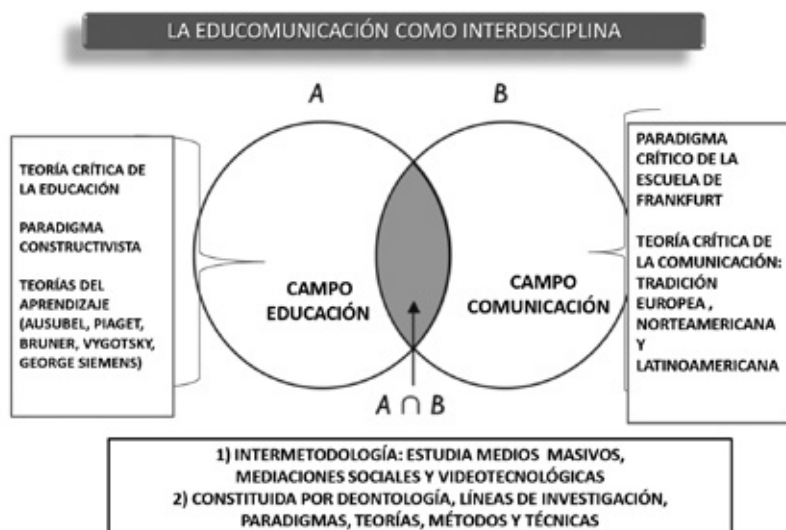 LA EDUCOMUNICACIÓN COMO INTERDISCIPLINA
A
B
TEORÍA CRÍTICA DE
LA EDUCACIÓN
PARADIGMA
CONSTRUCTIVISTA
TEORÍAS DEL
APRENDIZAJE
(AUSUBEL, PIAGET,
BRUNER, VYGOTSKY,
GEORGE SIEMENS)
CAMPO
EDUCACIÓN
CAMPO
COMUNICACIÓN
PARADIGMA
CRÍTICO DE LA
ESCUELA DE
FRANKFURT
TEORÍA CRÍTICA DE
LA COMUNICACIÓN:
TRADICIÓN
EUROPEA ,
NORTEAMERICANA
Y
LATINOAMERICANA
A ∩ B
1) INTERMETODOLOGÍA: ESTUDIA MEDIOS MASIVOS,
MEDIACIONES SOCIALES Y VIDEOTECNOLÓGICAS
2) CONSTITUIDA POR DEONTOLOGÍA, LÍNEAS DE INVESTIGACIÓN,
PARADIGMAS, TEORÍAS, MÉTODOS Y TÉCNICAS